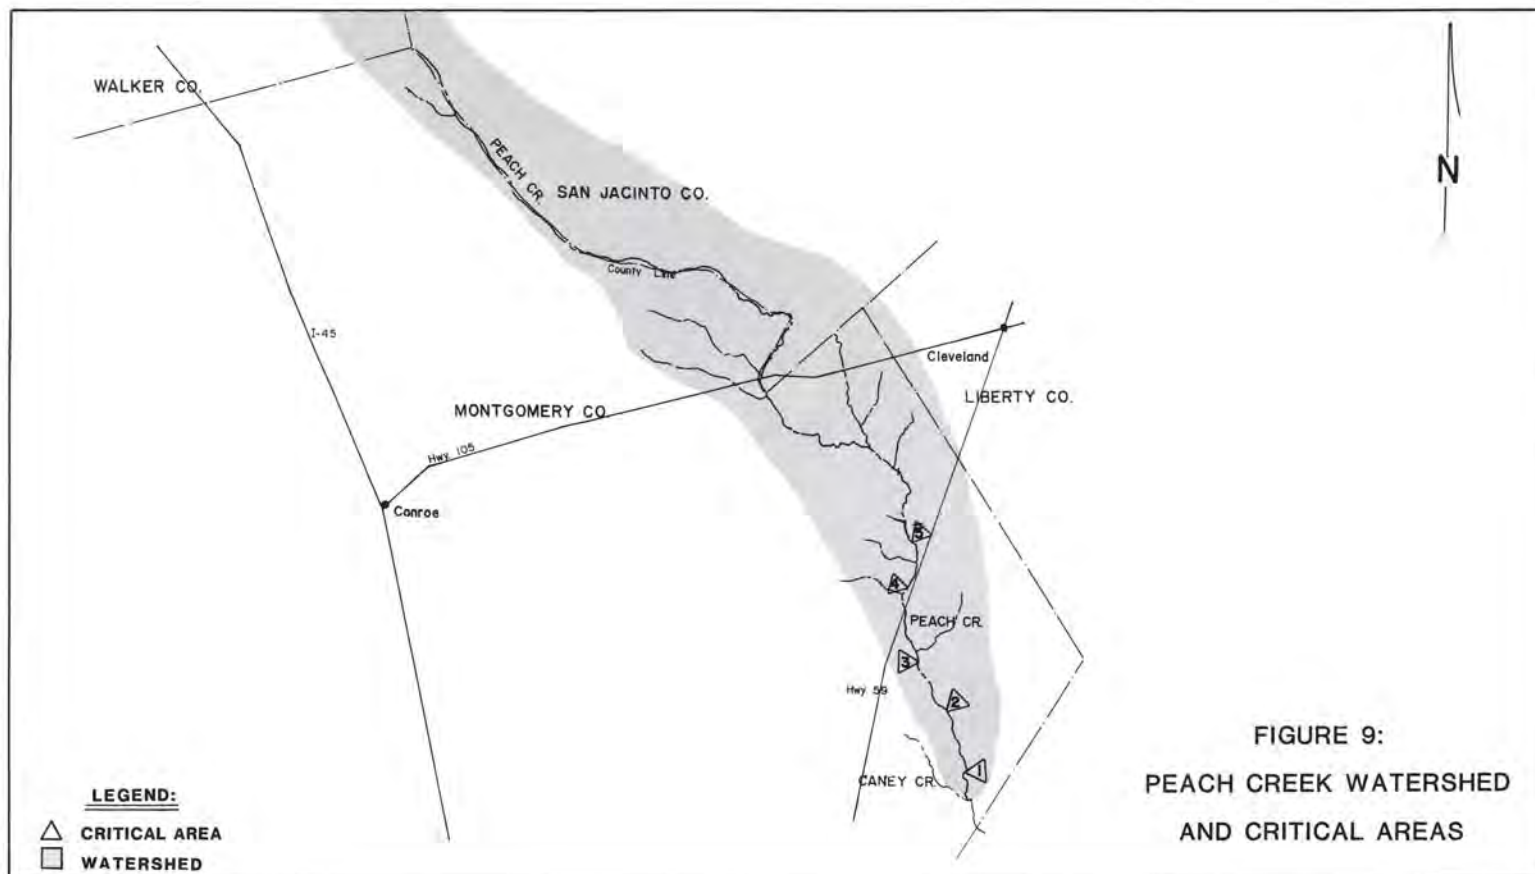 WALKER CO.
PEACH CR.
SAN JACINTO CO.
N
County Line
I-45
Cleveland
LIBERTY CO.
MONTGOMERY CO.
Hwy. 105
Conroe
5
4
PEACH CR.
3
Hwy 59
2
1
CANEY CR.
FIGURE 9:
PEACH CREEK WATERSHED
AND CRITICAL AREAS
LEGEND:
CRITICAL AREA
WATERSHED